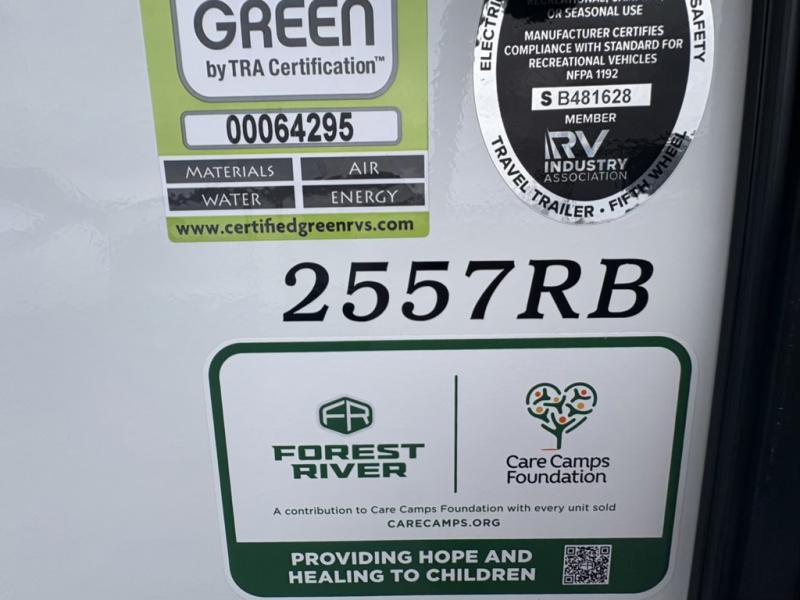 GREEN
by TRA Certification™
00064295
MATERIALS
AIR
WATER
ENERGY
www.certifiedgreenrvs.com
ELECTRI
SAFETY
OR SEASONAL USE
MANUFACTURER CERTIFIES
COMPLIANCE WITH STANDARD FOR
RECREATIONAL VEHICLES
NFPA 1192
S B481628
MEMBER
RV
INDUSTRY
ASSOCIATION
TRAVEL TRAILER • FIFTH WHEEL
2557RB
FR
FOREST
RIVER
Care Camps
Foundation
A contribution to Care Camps Foundation with every unit sold
CARECAMPS.ORG
PROVIDING HOPE AND
HEALING TO CHILDREN